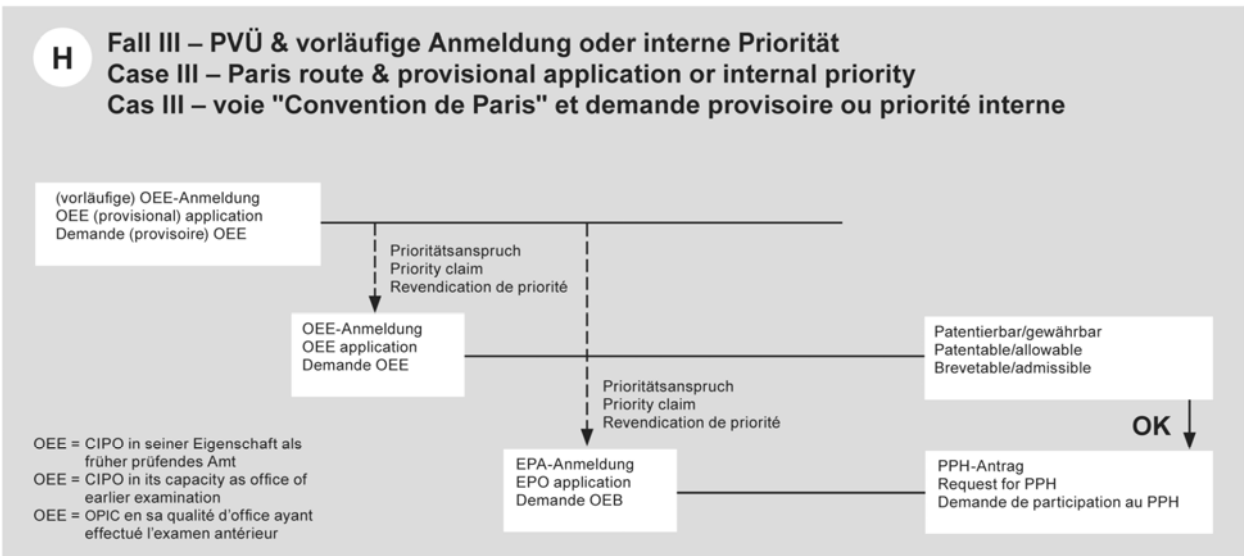 H
Fall III – PVÜ & vorläufige Anmeldung oder interne Priorität
Case III – Paris route & provisional application or internal priority
Cas III – voie "Convention de Paris" et demande provisoire ou priorité interne
(vorläufige) OEE-Anmeldung
OEE (provisional) application
Demande (provisoire) OEE
Prioritätsanspruch
Priority claim
Revendication de priorité
OEE-Anmeldung
OEE application
Demande OEE
Patentierbar/gewährbar
Patentable/allowable
Brevetable/admissible
Prioritätsanspruch
Priority claim
Revendication de priorité
OK
OEE = CIPO in seiner Eigenschaft als
früher prüfendes Amt
OEE = CIPO in its capacity as office of
earlier examination
OEE = OPIC en sa qualité d'office ayant
effectué l'examen antérieur
EPA-Anmeldung
EPO application
Demande OEB
PPH-Antrag
Request for PPH
Demande de participation au PPH